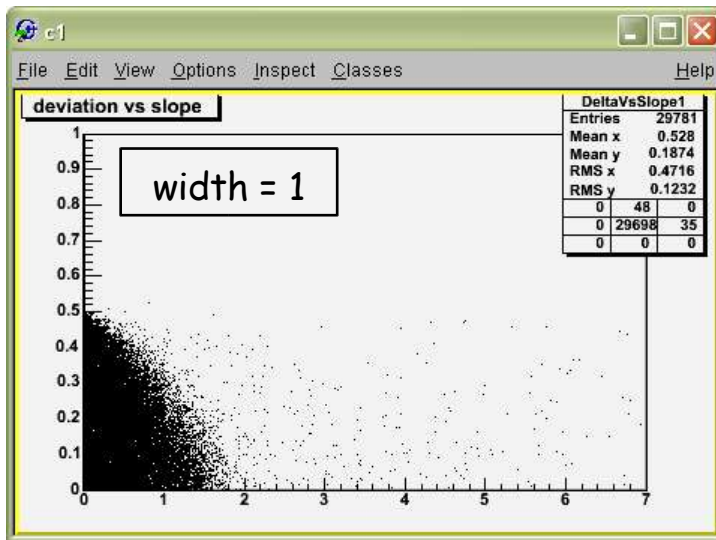 c1
File Edit View Options Inspect Classes Help
deviation vs slope
DeltaVsSlope1
Entries 29781
Mean x 0.528
Mean y 0.1874
RMS x 0.4716
RMS y 0.1232
0 48 0
0 29698 35
0 0 0
width = 1
1
0.9
0.8
0.7
0.6
0.5
0.4
0.3
0.2
0.1
0
0 1 2 3 4 5 6 7